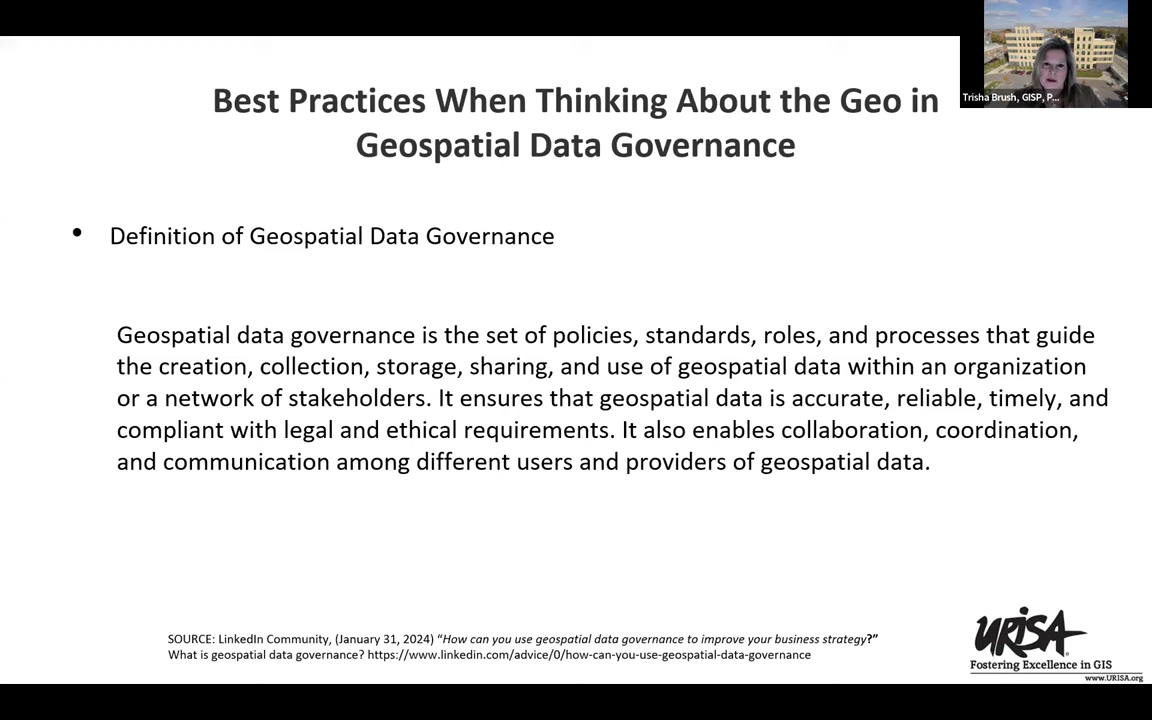 Trisha Brush, GISP, P...
Best Practices When Thinking About the Geo in
Geospatial Data Governance
• Definition of Geospatial Data Governance
Geospatial data governance is the set of policies, standards, roles, and processes that guide
the creation, collection, storage, sharing, and use of geospatial data within an organization
or a network of stakeholders. It ensures that geospatial data is accurate, reliable, timely, and
compliant with legal and ethical requirements. It also enables collaboration, coordination,
and communication among different users and providers of geospatial data.
SOURCE: LinkedIn Community, (January 31, 2024) “How can you use geospatial data governance to improve your business strategy?”
What is geospatial data governance? https://www.linkedin.com/advice/0/how-can-you-use-geospatial-data-governance
URISA
Fostering Excellence in GIS
www.URISA.org